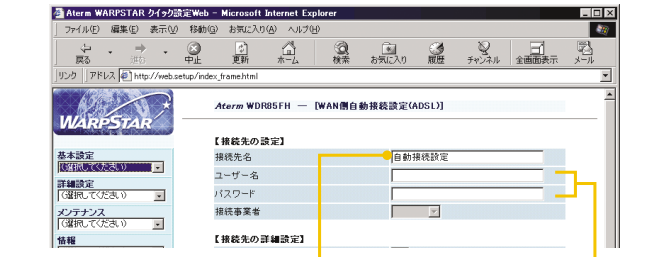 Aterm WARPSTAR クイック設定Web - Microsoft Internet Explorer
ファイル(F) 編集(E) 表示(V) 移動(G) お気に入り(A) ヘルプ(H)
戻る 進む 中止 更新 ホーム 検索 お気に入り 履歴 チャンネル 全画面表示 メール
リンク アドレス http://web.setup/index_frame.html
WARPSTAR
Aterm WDR85FH — [WAN側自動接続設定(ADSL)]
【接続先の設定】
基本設定
(選択してください)
詳細設定
(選択してください)
メンテナンス
(選択してください)
情報
接続先名 自動接続設定
ユーザー名
パスワード
接続事業者
【接続先の詳細設定】